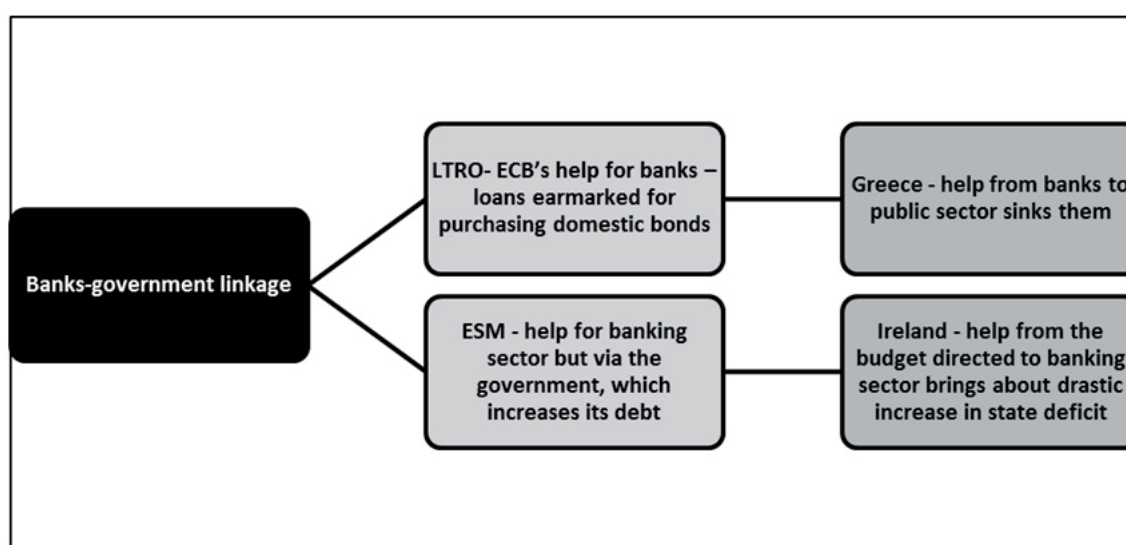 Banks-government linkage
LTRO- ECB's help for banks –
loans earmarked for
purchasing domestic bonds
Greece - help from banks to
public sector sinks them
ESM - help for banking
sector but via the
government, which
increases its debt
Ireland - help from the
budget directed to banking
sector brings about drastic
increase in state deficit